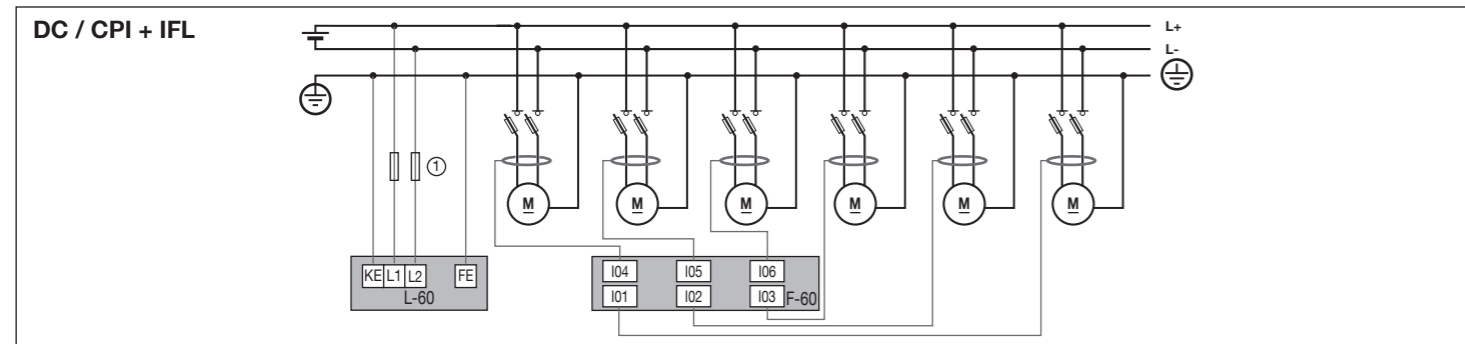 DC / CPI + IFL
L+
L-
①
M M M M M M
KE L1 L2 FE
L-60
I04 I05 I06
I01 I02 I03 F-60